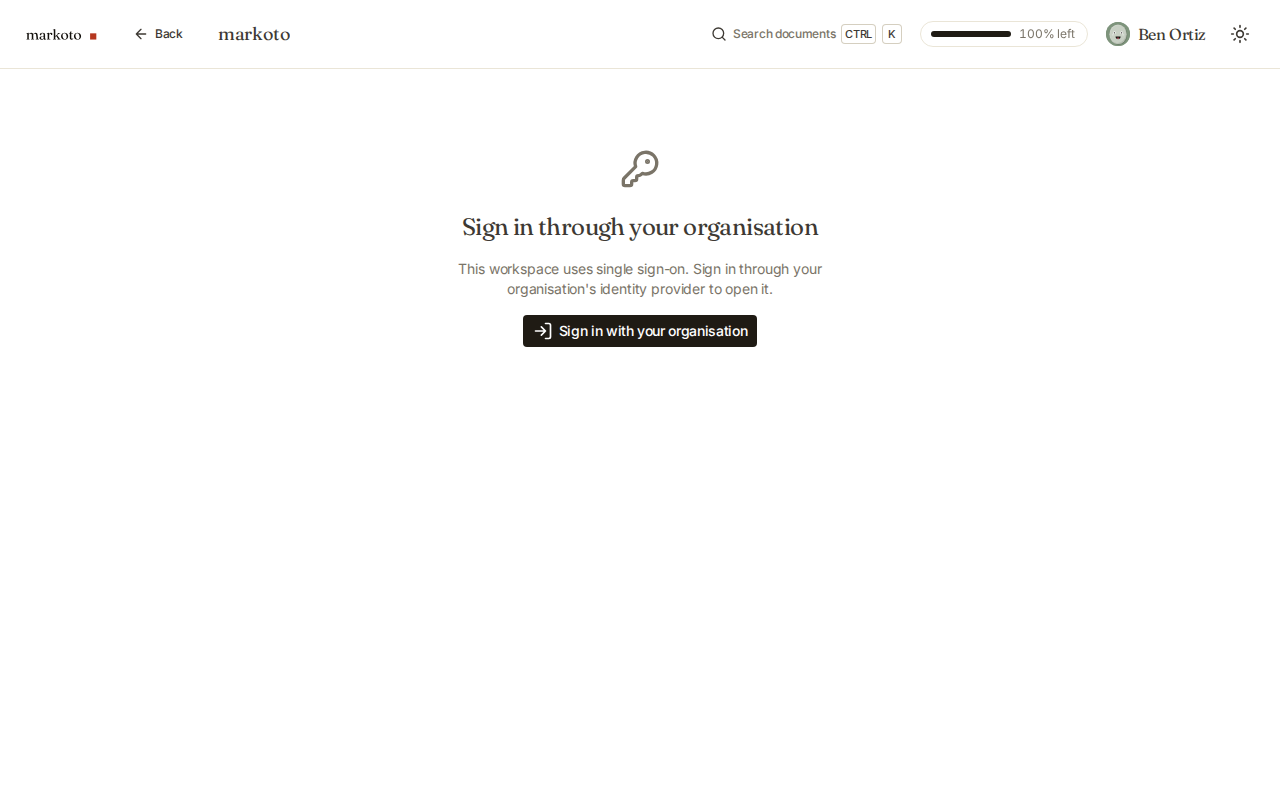 markoto
Back
markoto
Search documents CTRL K
100% left
Ben Ortiz
Sign in through your organisation
This workspace uses single sign-on. Sign in through your
organisation's identity provider to open it.
Sign in with your organisation